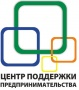 ЦЕНТР ПОДДЕРЖКИ
ПРЕДПРИНИМАТЕЛЬСТВА